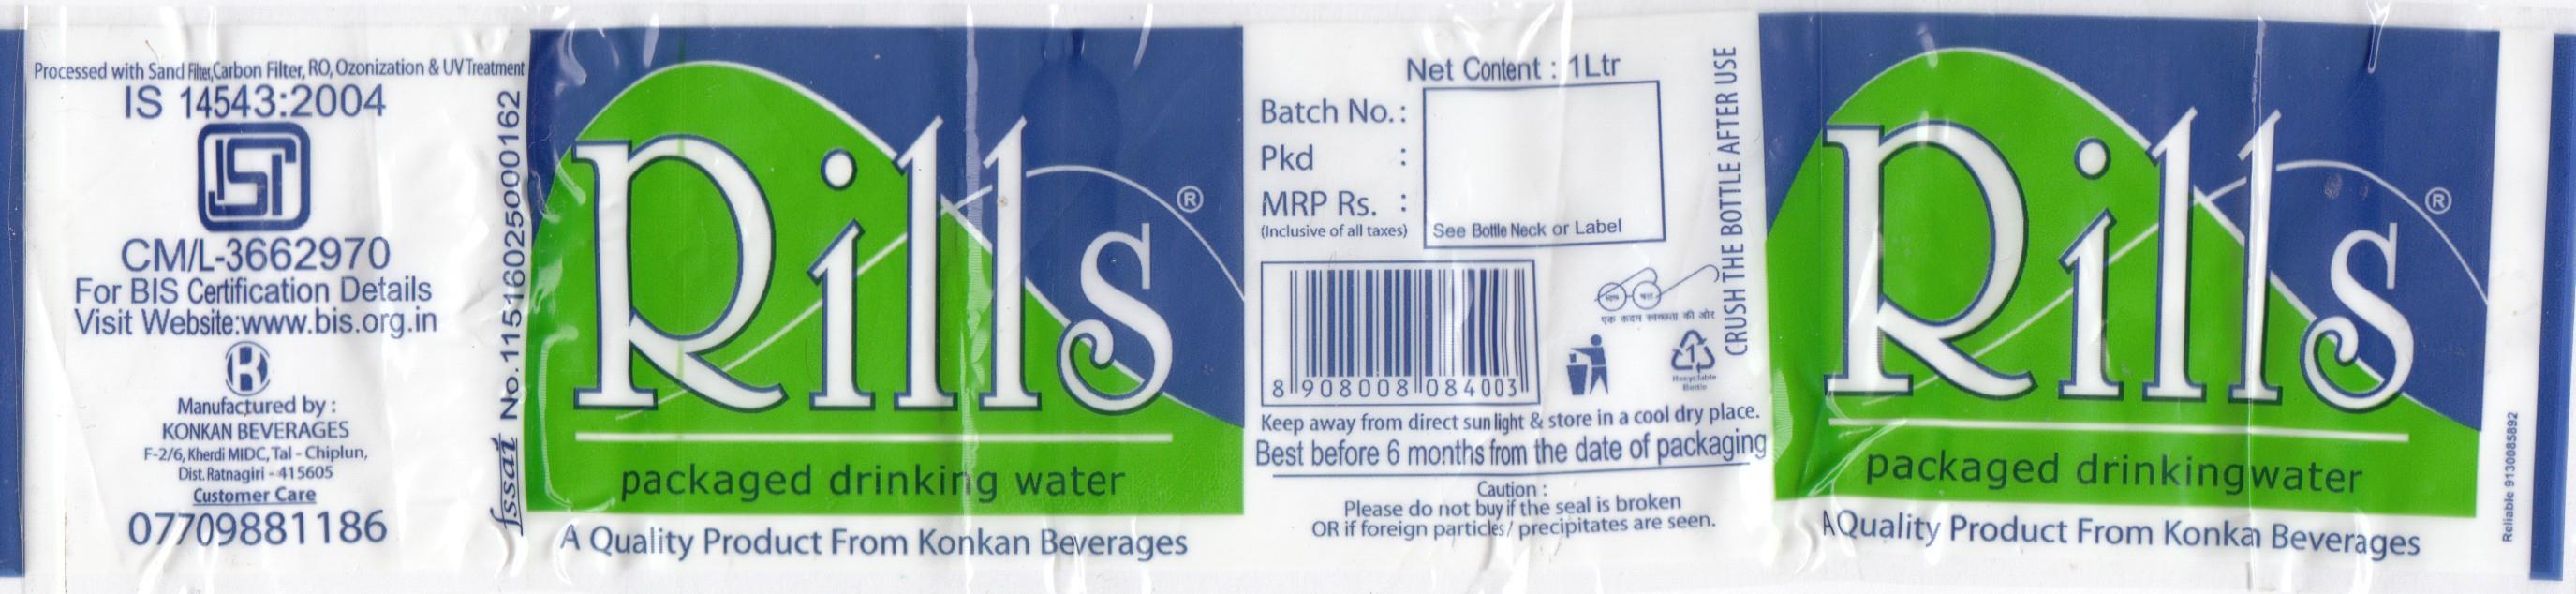 Processed with Sand Filter, Carbon Filter, RO, Ozonization & UV Treatment
IS 14543:2004
ISI
CM/L-3662970
For BIS Certification Details
Visit Website:www.bis.org.in
K
Manufactured by :
KONKAN BEVERAGES
F-2/6, Kherdi MIDC, Tal - Chiplun,
Dist. Ratnagiri - 415605
Customer Care
07709881186
fssai No.11516025000162
Rills ®
packaged drinking water
A Quality Product From Konkan Beverages
Net Content : 1Ltr
Batch No. :
Pkd :
MRP Rs. :
(Inclusive of all taxes)
See Bottle Neck or Label
8 908008 084003
एक कदम स्वच्छता की ओर
1
Recyclable
Bottle
CRUSH THE BOTTLE AFTER USE
Keep away from direct sun light & store in a cool dry place.
Best before 6 months from the date of packaging
Caution :
Please do not buy if the seal is broken
OR if foreign particles / precipitates are seen.
Rills ®
packaged drinkingwater
A Quality Product From Konka Beverages
Reliable 9130085892